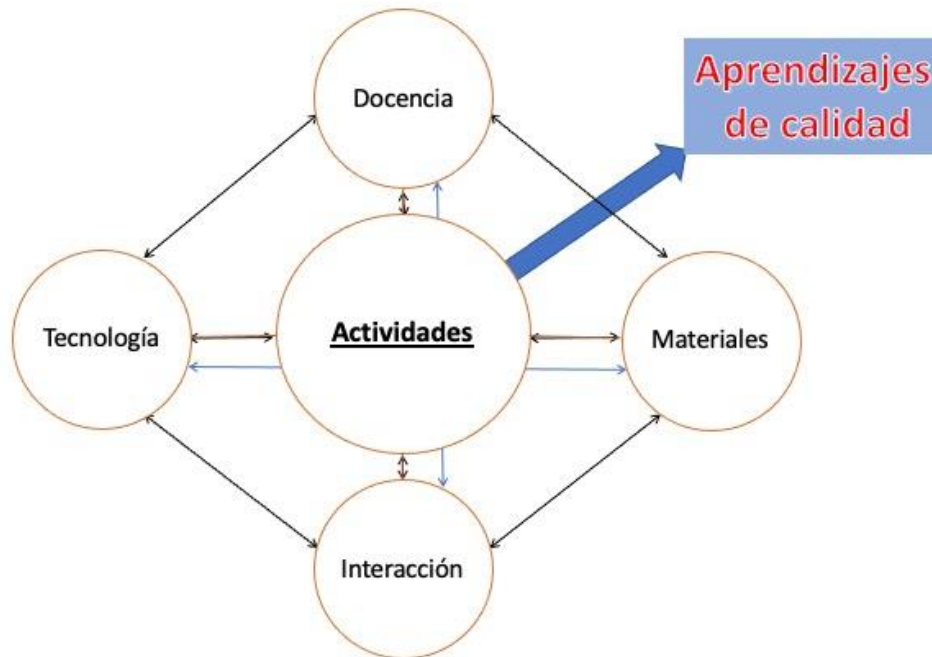 Docencia
Aprendizajes
de calidad
Tecnología
Actividades
Materiales
Interacción